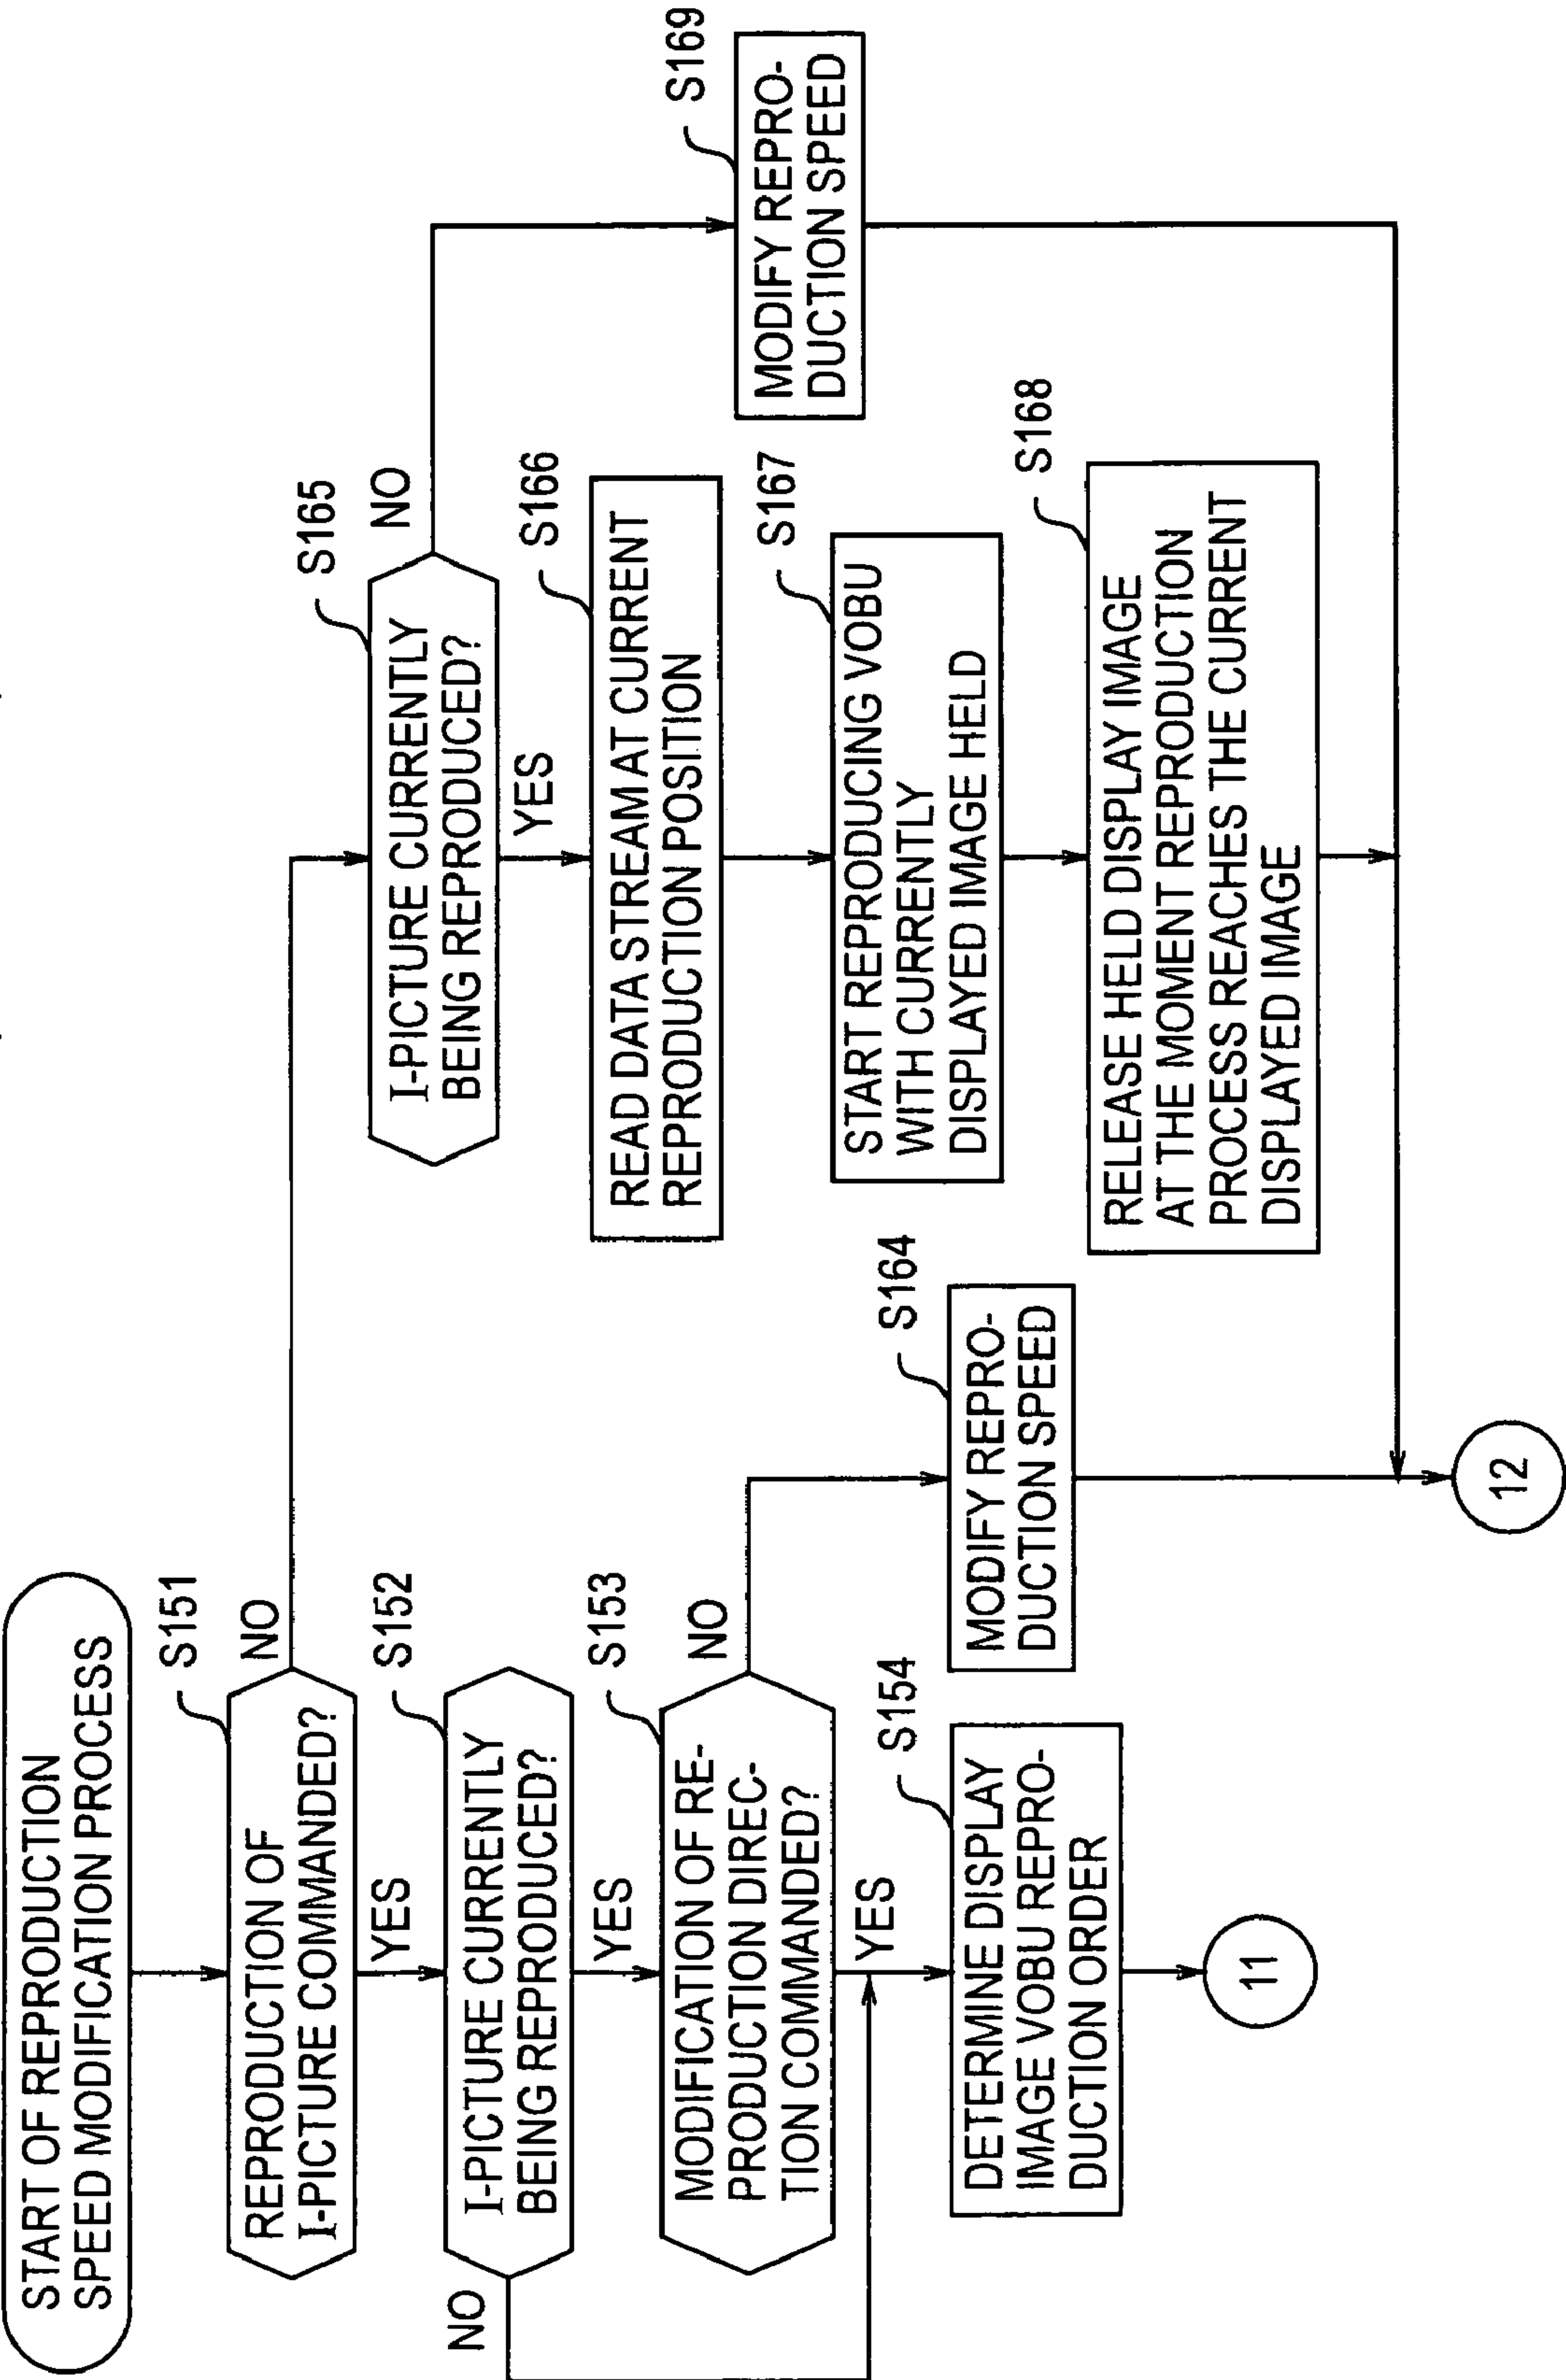 START OF REPRODUCTION
SPEED MODIFICATION PROCESS
S151
REPRODUCTION OF
I-PICTURE COMMANDED?
NO
YES
S152
I-PICTURE CURRENTLY
BEING REPRODUCED?
NO
YES
S153
MODIFICATION OF RE-
PRODUCTION DIREC-
TION COMMANDED?
NO
YES
S154
DETERMINE DISPLAY
IMAGE VOBU REPRO-
DUCTION ORDER
11
S164
MODIFY REPRO-
DUCTION SPEED
S165
I-PICTURE CURRENTLY
BEING REPRODUCED?
NO
YES
S166
READ DATA STREAM AT CURRENT
REPRODUCTION POSITION
S167
START REPRODUCING VOBU
WITH CURRENTLY
DISPLAYED IMAGE HELD
S168
RELEASE HELD DISPLAY IMAGE
AT THE MOMENT REPRODUCTION
PROCESS REACHES THE CURRENT
DISPLAYED IMAGE
S169
MODIFY REPRO-
DUCTION SPEED
12